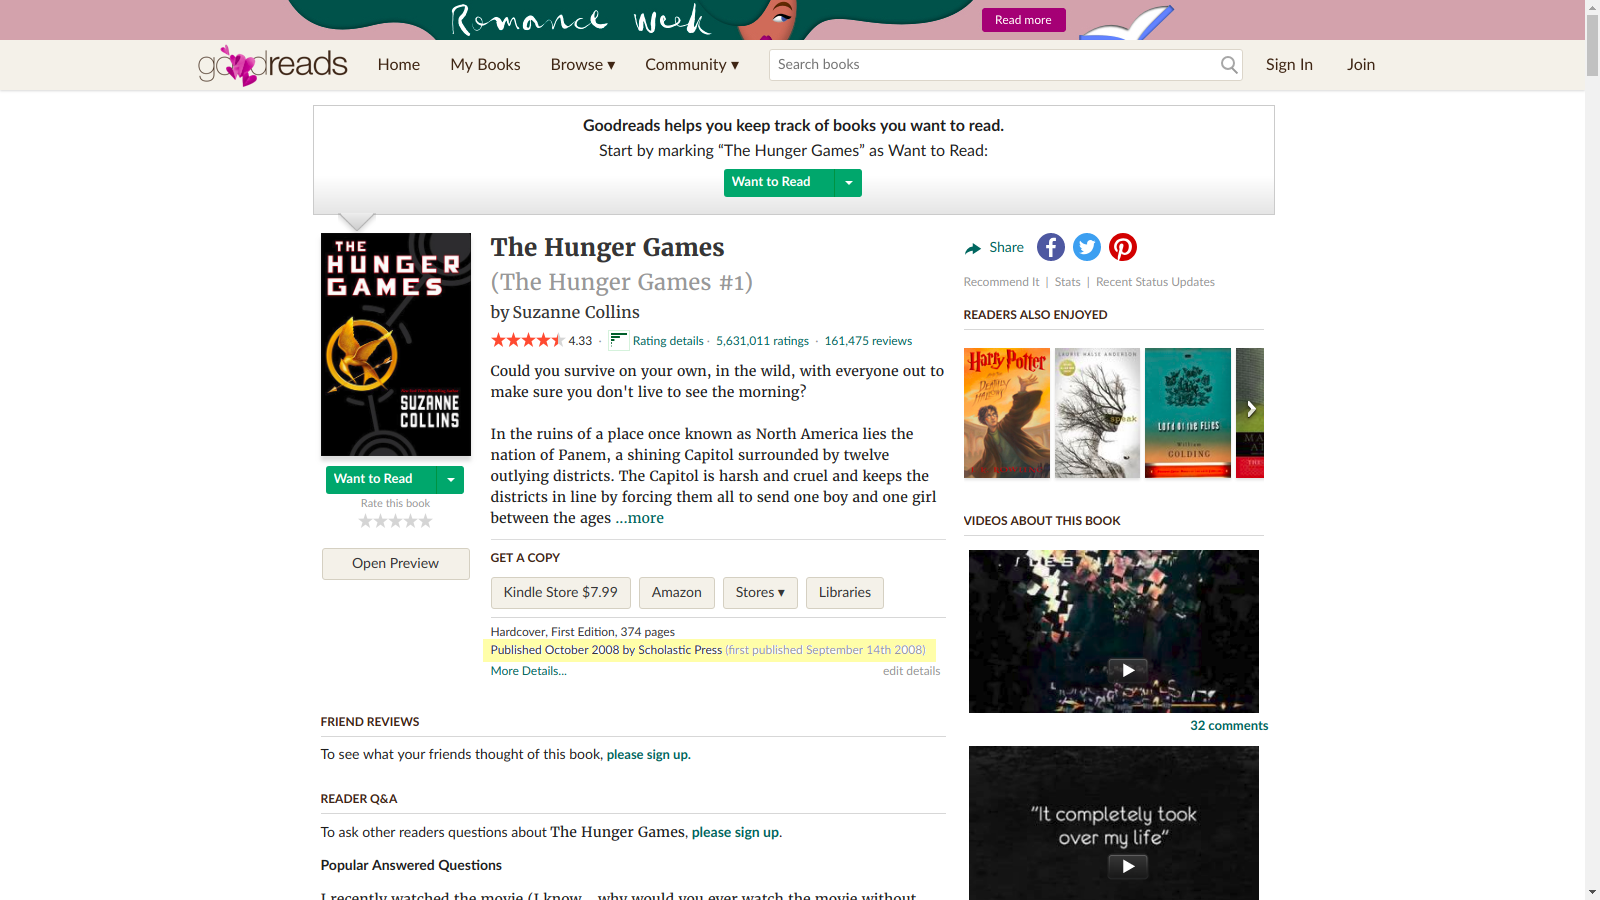 Romance Week
Read more
goodreads
Home
My Books
Browse ▾
Community ▾
Search books
Sign In
Join
Goodreads helps you keep track of books you want to read.
Start by marking “The Hunger Games” as Want to Read:
Want to Read
THE
HUNGER
GAMES
SUZANNE
COLLINS
Want to Read
Rate this book
Open Preview
The Hunger Games
(The Hunger Games #1)
by Suzanne Collins
4.33 · Rating details · 5,631,011 ratings · 161,475 reviews
Could you survive on your own, in the wild, with everyone out to
make sure you don't live to see the morning?
In the ruins of a place once known as North America lies the
nation of Panem, a shining Capitol surrounded by twelve
outlying districts. The Capitol is harsh and cruel and keeps the
districts in line by forcing them all to send one boy and one girl
between the ages ...more
GET A COPY
Kindle Store $7.99
Amazon
Stores ▾
Libraries
Hardcover, First Edition, 374 pages
Published October 2008 by Scholastic Press (first published September 14th 2008)
More Details...
edit details
FRIEND REVIEWS
To see what your friends thought of this book, please sign up.
READER Q&A
To ask other readers questions about The Hunger Games, please sign up.
Popular Answered Questions
I recently watched the movie (I know... why would you ever watch the movie without
Share
Recommend It | Stats | Recent Status Updates
READERS ALSO ENJOYED
Harry Potter
LAURIE HALSE ANDERSON
speak
Lord of the Flies
William
GOLDING
VIDEOS ABOUT THIS BOOK
32 comments
“It completely took
over my life”